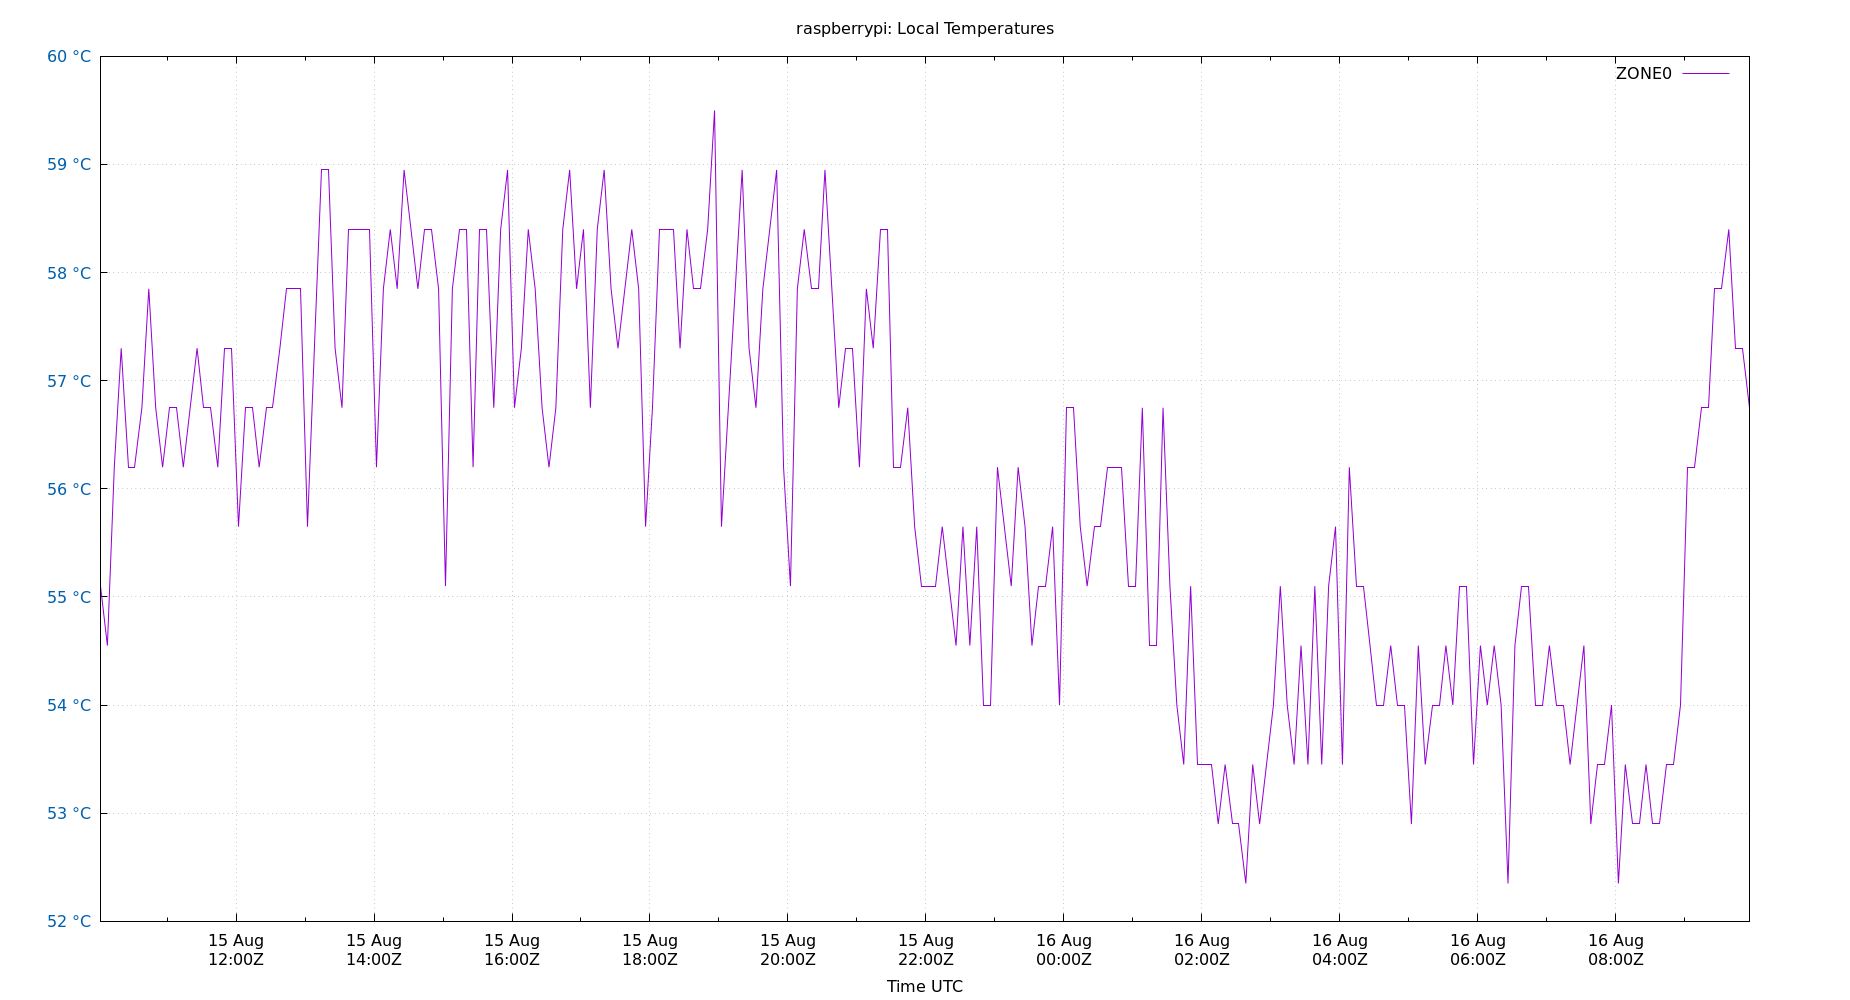 raspberrypi: Local Temperatures
60 °C
ZONE0
59 °C
58 °C
57 °C
56 °C
55 °C
54 °C
53 °C
52 °C
15 Aug 15 Aug 15 Aug 15 Aug 15 Aug 15 Aug 16 Aug 16 Aug 16 Aug 16 Aug 16 Aug
12:00Z 14:00Z 16:00Z 18:00Z 20:00Z 22:00Z 00:00Z 02:00Z 04:00Z 06:00Z 08:00Z
Time UTC